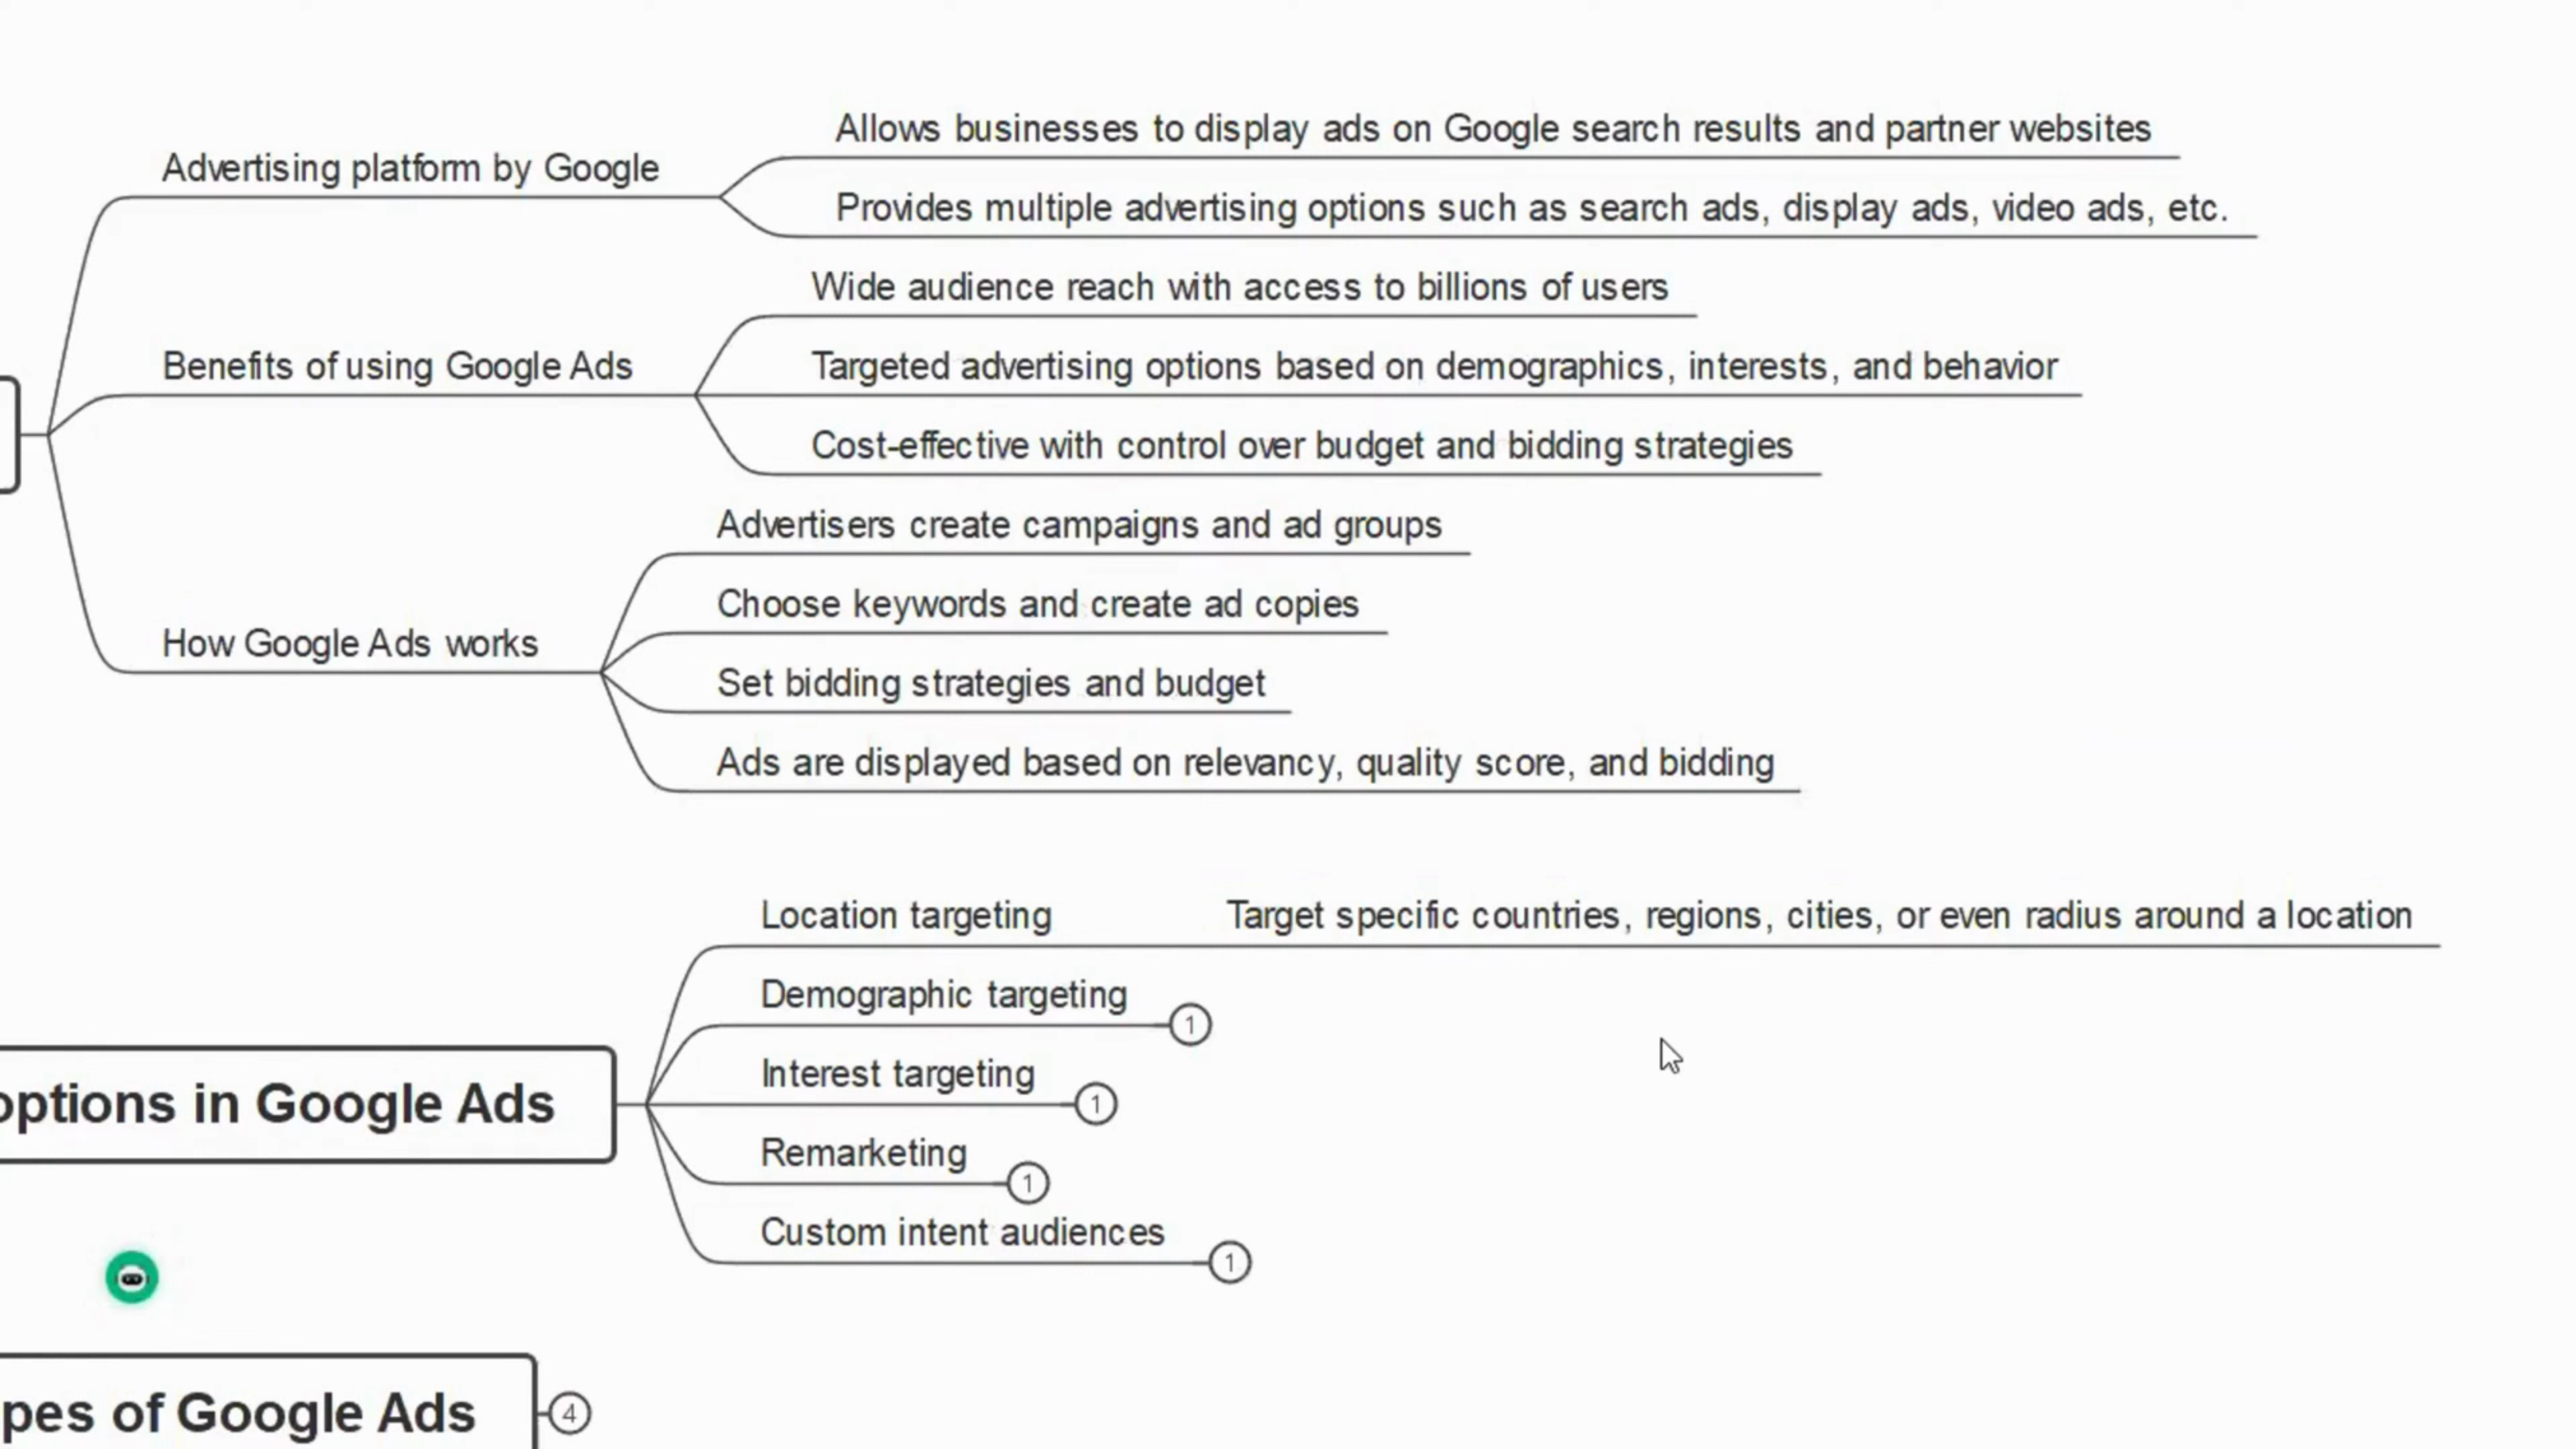 Advertising platform by Google
Allows businesses to display ads on Google search results and partner websites
Provides multiple advertising options such as search ads, display ads, video ads, etc.
Benefits of using Google Ads
Wide audience reach with access to billions of users
Targeted advertising options based on demographics, interests, and behavior
Cost-effective with control over budget and bidding strategies
How Google Ads works
Advertisers create campaigns and ad groups
Choose keywords and create ad copies
Set bidding strategies and budget
Ads are displayed based on relevancy, quality score, and bidding
options in Google Ads
Location targeting
Target specific countries, regions, cities, or even radius around a location
Demographic targeting
1
Interest targeting
1
Remarketing
1
Custom intent audiences
1
pes of Google Ads
4